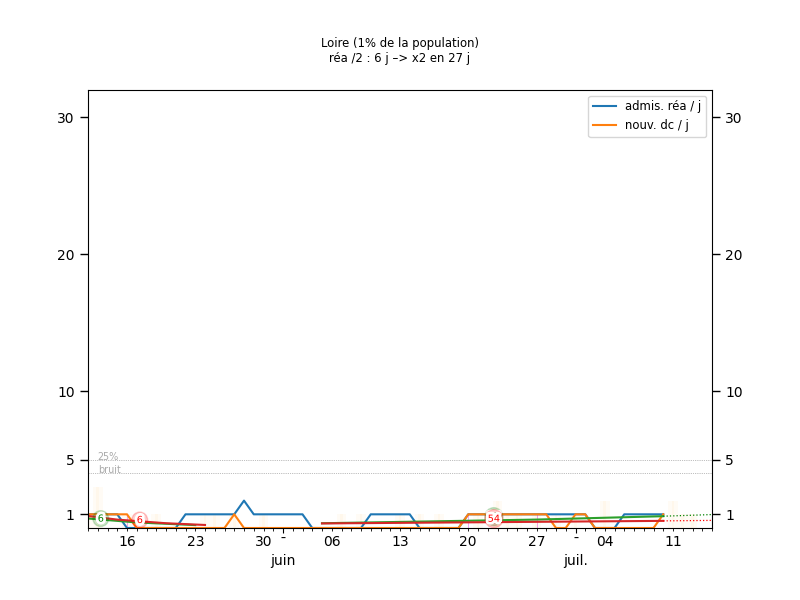 Loire (1% de la population)
réa /2 : 6 j –> x2 en 27 j
admis. réa / j
nouv. dc / j
30 30
20 20
10 10
25%
5 5
bruit
1 6 6 54 1
16 23 30 - 06 13 20 27 - 04 11
juin juil.